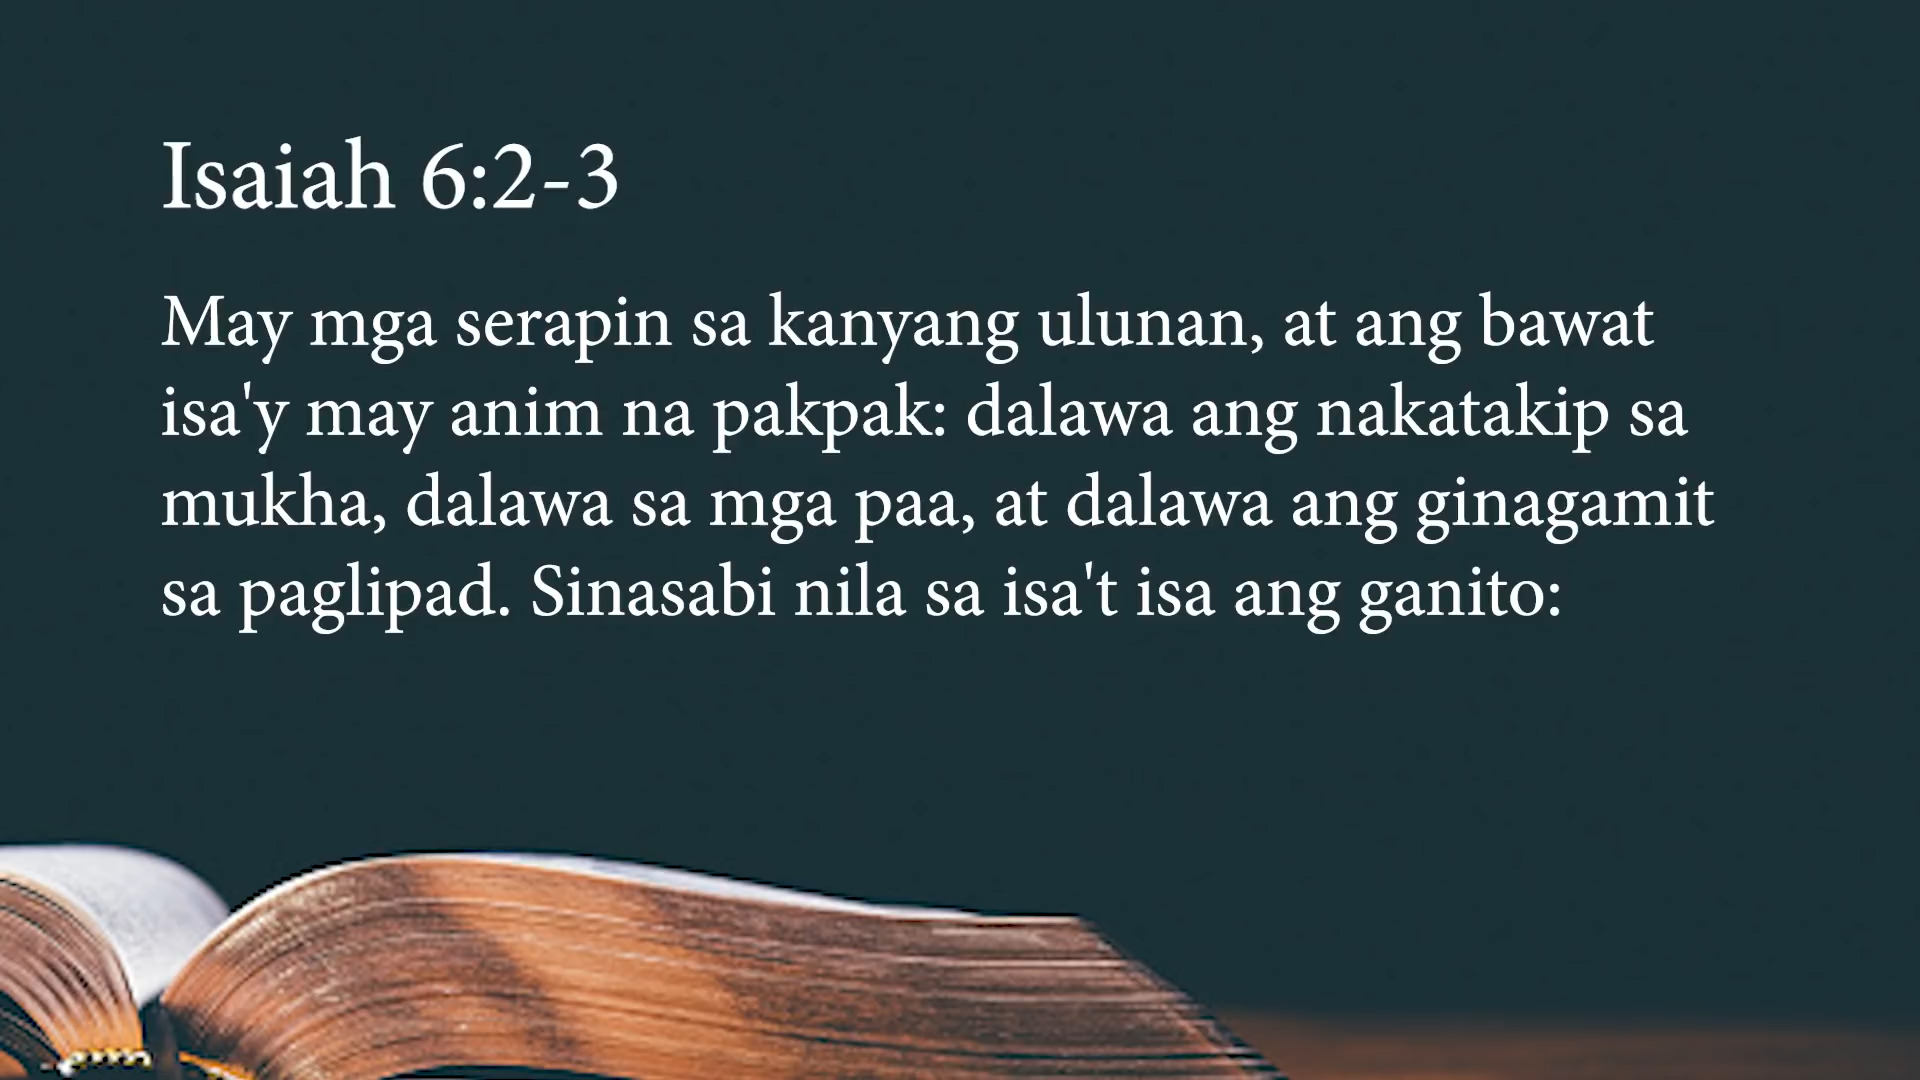 Isaiah 6:2-3
May mga serapin sa kanyang ulunan, at ang bawat
isa'y may anim na pakpak: dalawa ang nakatakip sa
mukha, dalawa sa mga paa, at dalawa ang ginagamit
sa paglipad. Sinasabi nila sa isa't isa ang ganito: